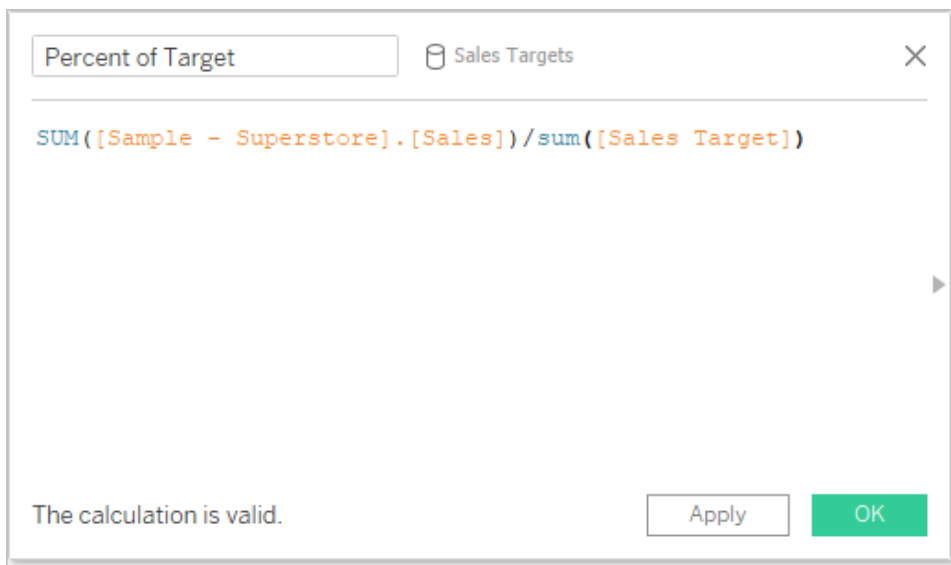 Percent of Target
Sales Targets
SUM([Sample - Superstore].[Sales])/sum([Sales Target])
The calculation is valid.
Apply
OK